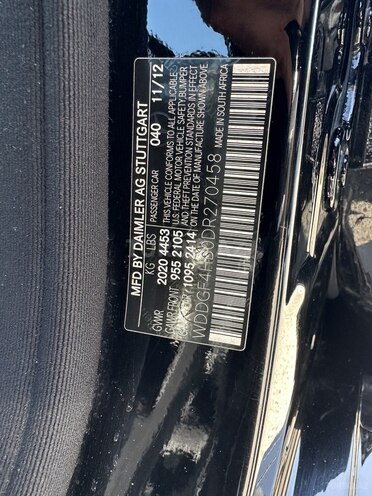 MFD BY DAIMLER AG STUTTGART
PASSENGER CAR 040 11/12
KG LBS
THIS VEHICLE CONFORMS TO ALL APPLICABLE
U.S. FEDERAL MOTOR VEHICLE SAFETY BUMPER
AND THEFT PREVENTION STANDARDS IN EFFECT
ON THE DATE OF MANUFACTURE SHOWN ABOVE.
GVWR 2020 4453
GAWR FRONT 955 2105
1095 2414
MADE IN SOUTH AFRICA